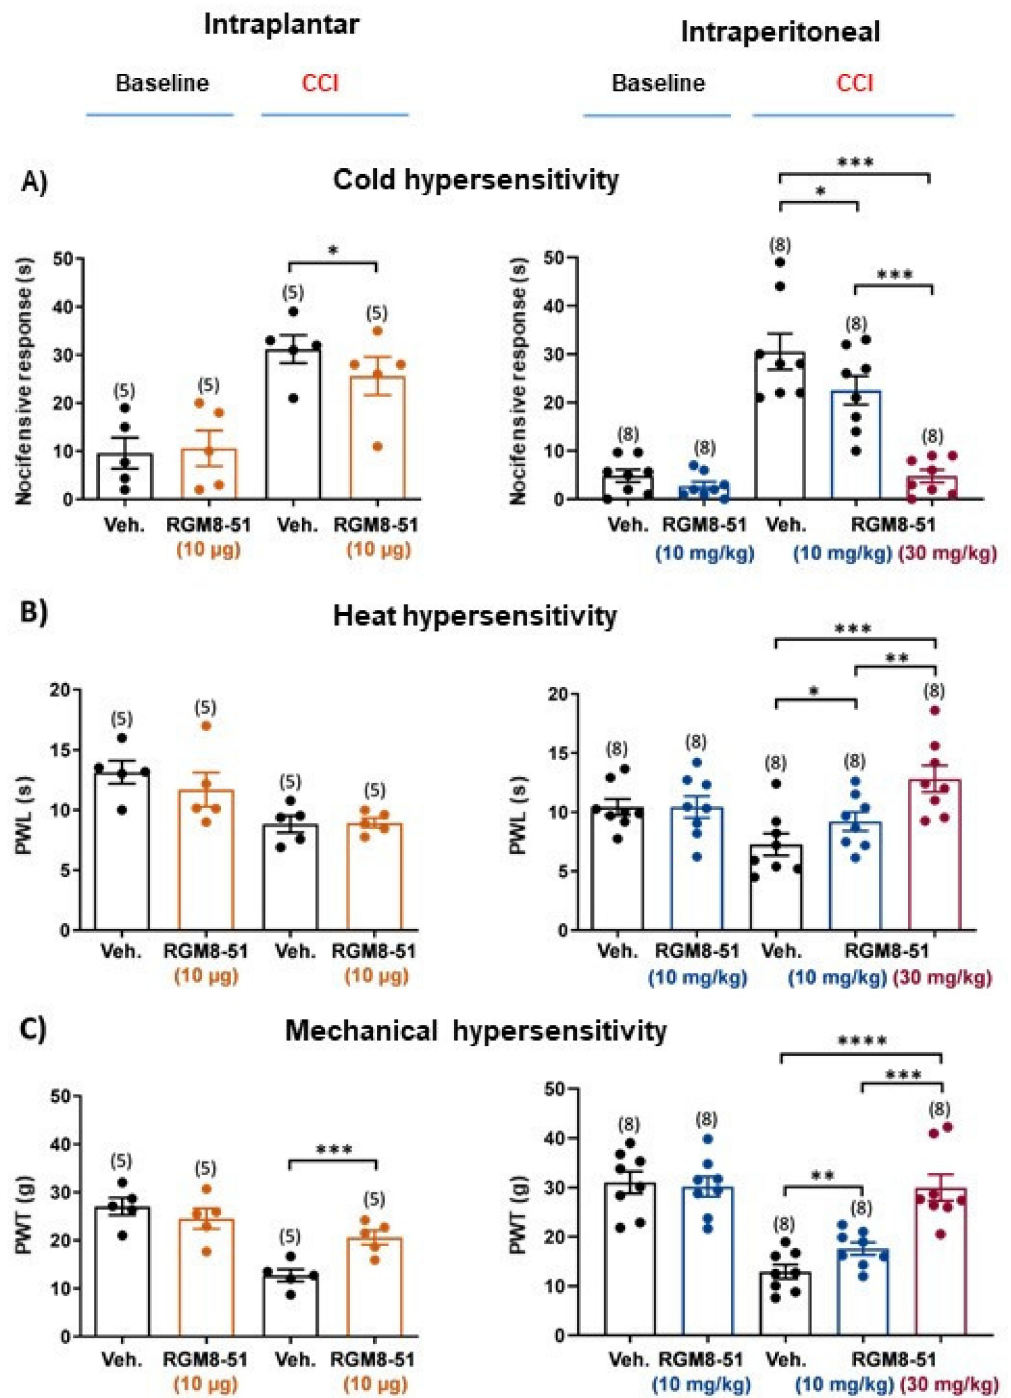 Intraplantar
Intraperitoneal
Baseline CCI
Baseline CCI
A) Cold hypersensitivity
Nocifensive response (s)
50
40
30
20
10
0
(5) (5) (5) (5)
*
Veh. RGM8-51 Veh. RGM8-51
(10 µg) (10 µg)
Nocifensive response (s)
50
40
30
20
10
0
(8) (8) (8) (8) (8)
***
*
***
Veh. RGM8-51 Veh. RGM8-51
(10 mg/kg) (10 mg/kg) (30 mg/kg)
B) Heat hypersensitivity
PWL (s)
20
15
10
5
0
(5) (5) (5) (5)
Veh. RGM8-51 Veh. RGM8-51
(10 µg) (10 µg)
PWL (s)
20
15
10
5
0
(8) (8) (8) (8) (8)
***
**
*
Veh. RGM8-51 Veh. RGM8-51
(10 mg/kg) (10 mg/kg) (30 mg/kg)
C) Mechanical hypersensitivity
PWT (g)
50
40
30
20
10
0
(5) (5) (5) (5)
***
Veh. RGM8-51 Veh. RGM8-51
(10 µg) (10 µg)
PWT (g)
50
40
30
20
10
0
(8) (8) (8) (8) (8)
****
***
**
Veh. RGM8-51 Veh. RGM8-51
(10 mg/kg) (10 mg/kg) (30 mg/kg)